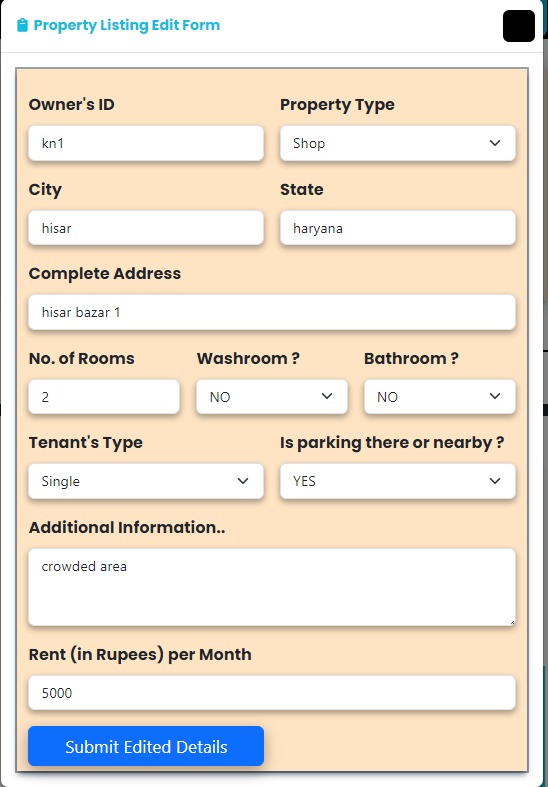 Property Listing Edit Form
Owner's ID Property Type
kn1 Shop
City State
hisar haryana
Complete Address
hisar bazar 1
No. of Rooms Washroom ? Bathroom ?
2 NO NO
Tenant's Type Is parking there or nearby ?
Single YES
Additional Information..
crowded area
Rent (in Rupees) per Month
5000
Submit Edited Details